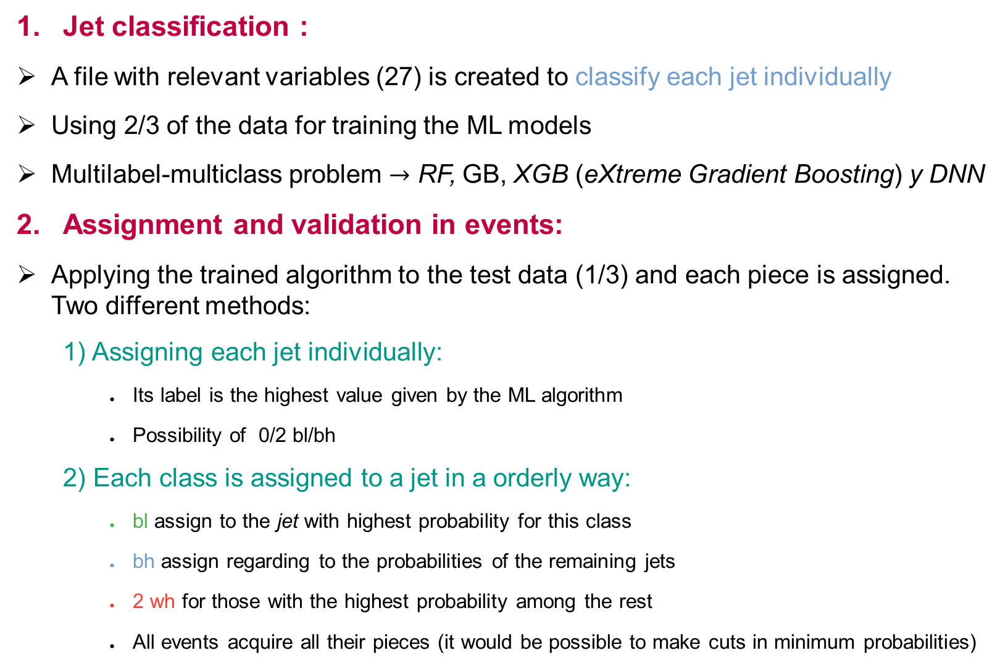 1. Jet classification :
➢ A file with relevant variables (27) is created to classify each jet individually
➢ Using 2/3 of the data for training the ML models
➢ Multilabel-multiclass problem → RF, GB, XGB (eXtreme Gradient Boosting) y DNN
2. Assignment and validation in events:
➢ Applying the trained algorithm to the test data (1/3) and each piece is assigned.
Two different methods:
1) Assigning each jet individually:
• Its label is the highest value given by the ML algorithm
• Possibility of 0/2 bl/bh
2) Each class is assigned to a jet in a orderly way:
• bl assign to the jet with highest probability for this class
• bh assign regarding to the probabilities of the remaining jets
• 2 wh for those with the highest probability among the rest
• All events acquire all their pieces (it would be possible to make cuts in minimum probabilities)